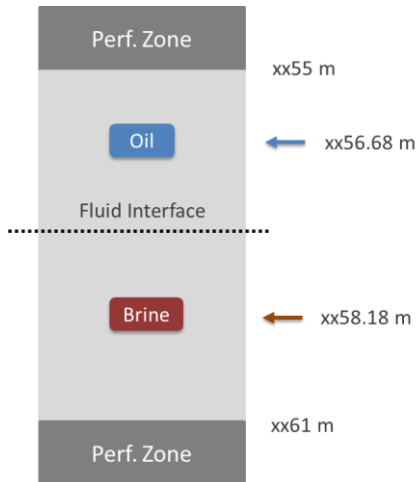 Perf. Zone
xx55 m
Oil
xx56.68 m
Fluid Interface
Brine
xx58.18 m
xx61 m
Perf. Zone